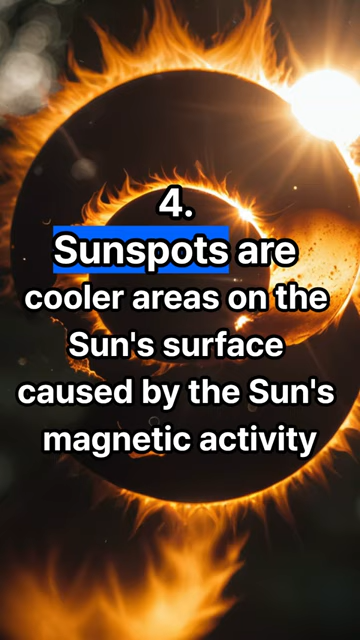 4.
Sunspots are
cooler areas on the
Sun's surface
caused by the Sun's
magnetic activity